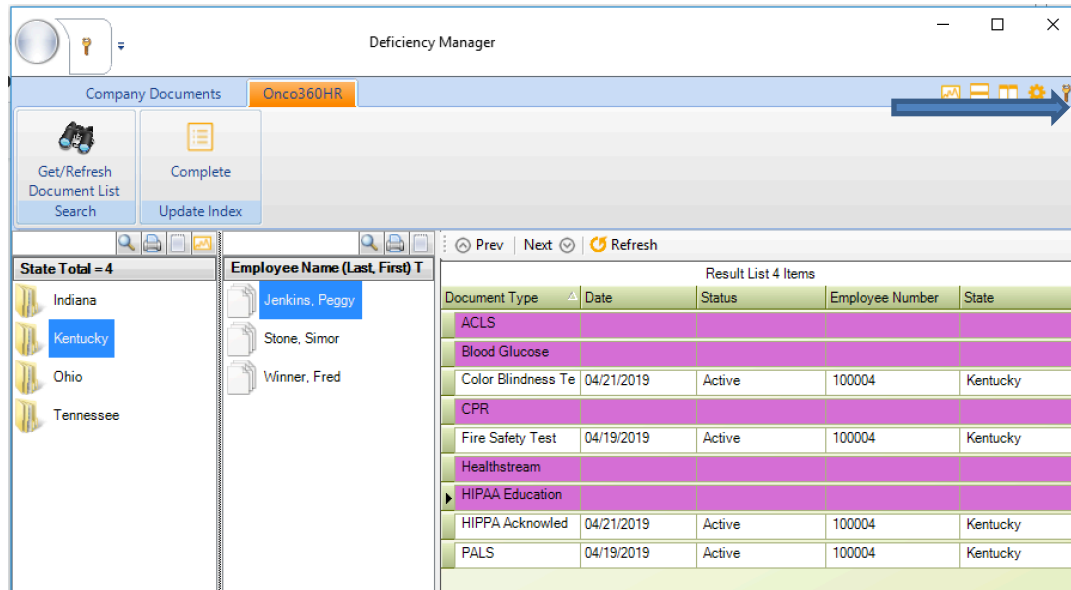 Deficiency Manager
Company Documents Onco360HR
Get/Refresh
Document List
Complete
Search Update Index
Prev Next Refresh
State Total = 4
Indiana
Kentucky
Ohio
Tennessee
Employee Name (Last, First) T
Jenkins, Peggy
Stone, Simor
Winner, Fred
Result List 4 Items
Document Type Date Status Employee Number State
ACLS
Blood Glucose
Color Blindness Te 04/21/2019 Active 100004 Kentucky
CPR
Fire Safety Test 04/19/2019 Active 100004 Kentucky
Healthstream
HIPAA Education
HIPPA Acknowled 04/21/2019 Active 100004 Kentucky
PALS 04/19/2019 Active 100004 Kentucky